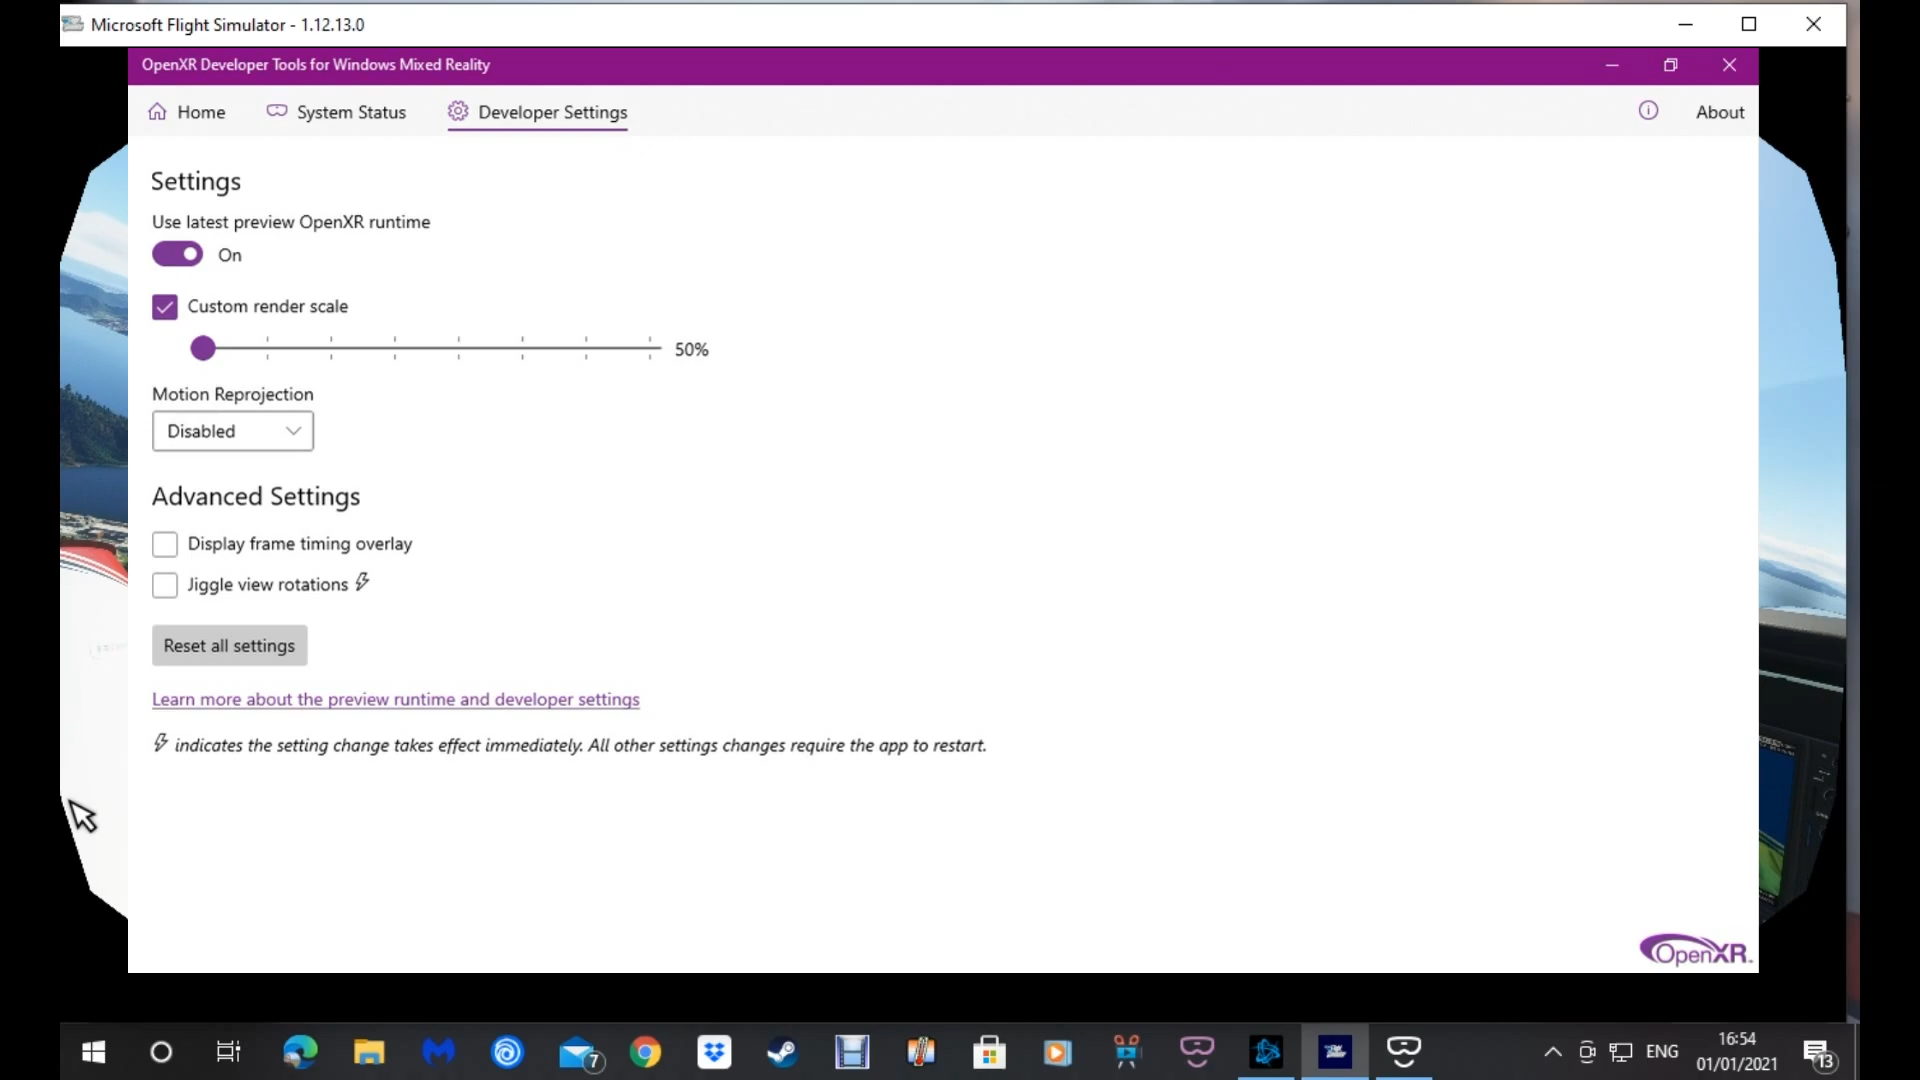 Microsoft Flight Simulator - 1.12.13.0
OpenXR Developer Tools for Windows Mixed Reality
Home System Status Developer Settings About
Settings
Use latest preview OpenXR runtime
On
Custom render scale
50%
Motion Reprojection
Disabled
Advanced Settings
Display frame timing overlay
Jiggle view rotations
Reset all settings
Learn more about the preview runtime and developer settings
indicates the setting change takes effect immediately. All other settings changes require the app to restart.
OpenXR
7
ENG
16:54
01/01/2021
13